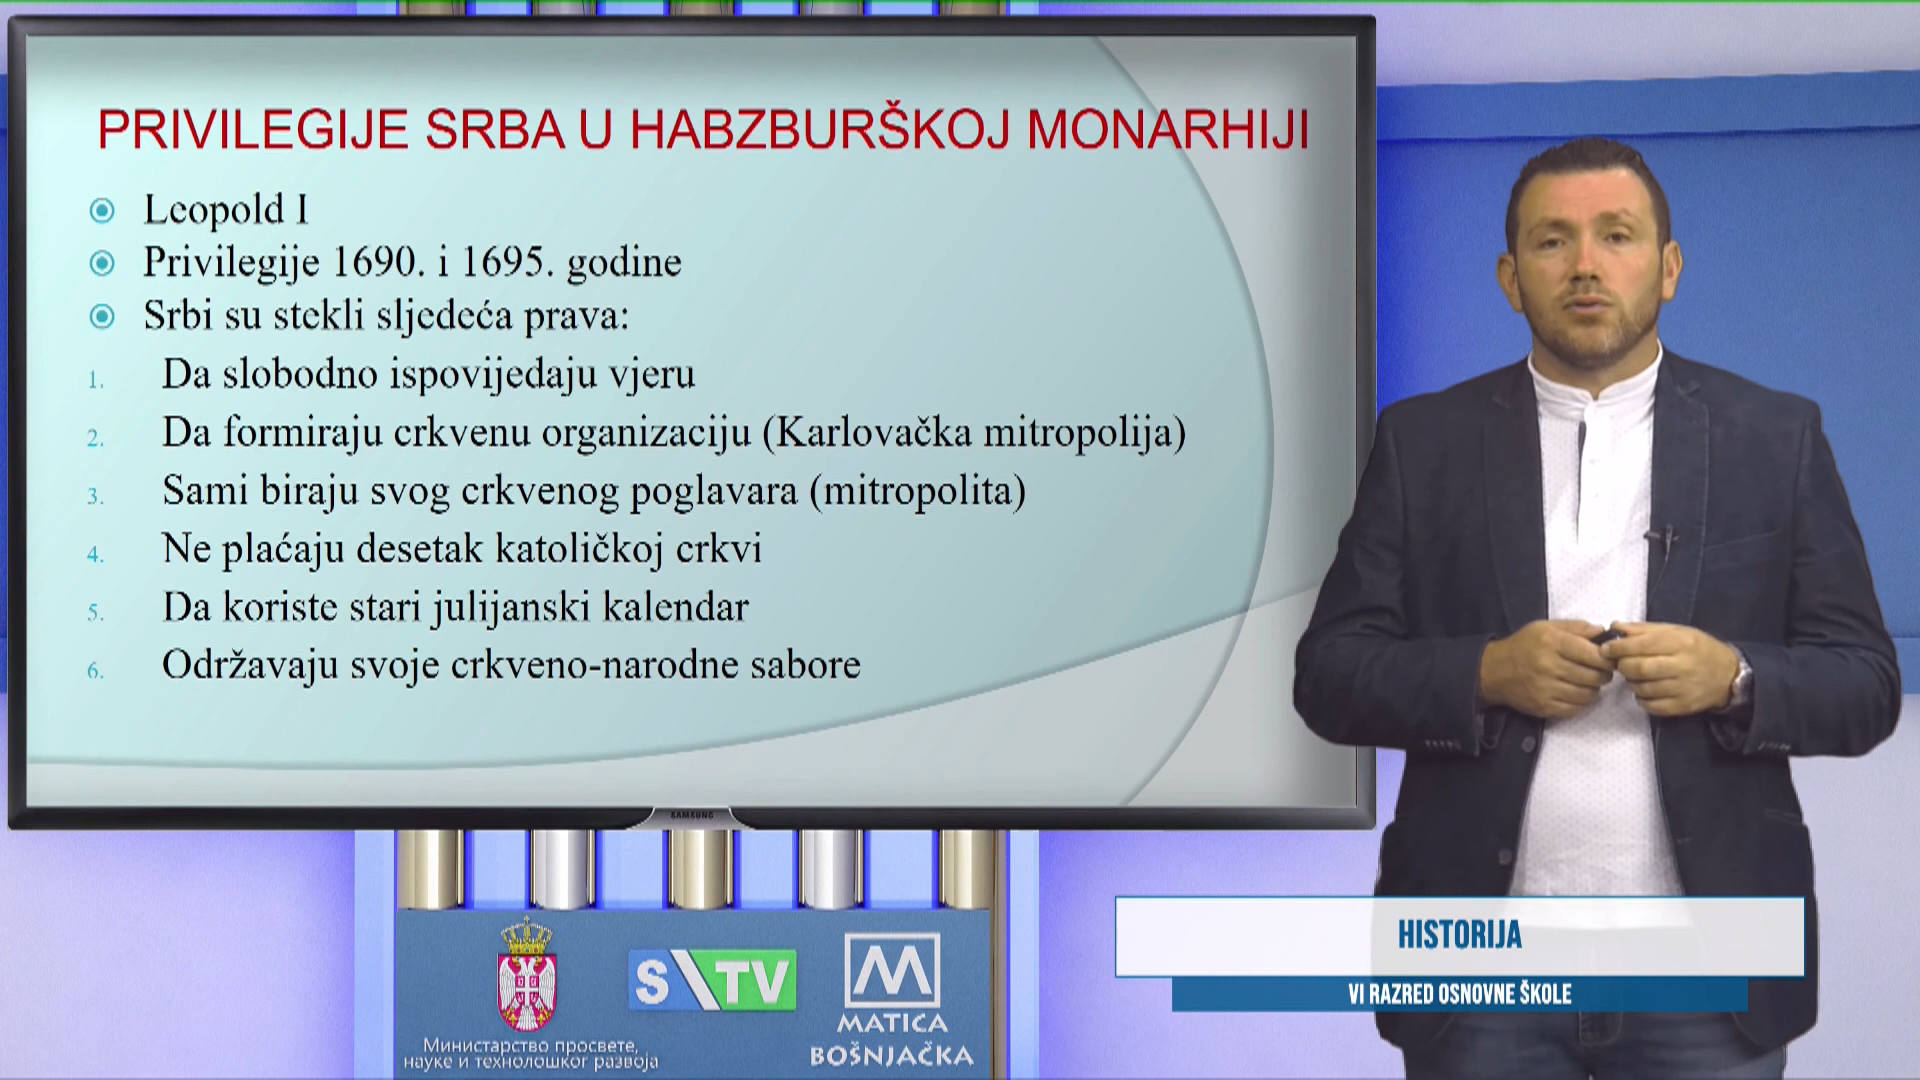 PRIVILEGIJE SRBA U HABZBURŠKOJ MONARHIJI
Leopold I
Privilegije 1690. i 1695. godine
Srbi su stekli sljedeća prava:
1. Da slobodno ispovijedaju vjeru
2. Da formiraju crkvenu organizaciju (Karlovačka mitropolija)
3. Sami biraju svog crkvenog poglavara (mitropolita)
4. Ne plaćaju desetak katoličkoj crkvi
5. Da koriste stari julijanski kalendar
6. Održavaju svoje crkveno-narodne sabore
SAMSUNG
HISTORIJA
VI RAZRED OSNOVNE ŠKOLE
Министарство просвете,
науке и технолошког развоја
S TV
MATICA
BOŠNJAČKA